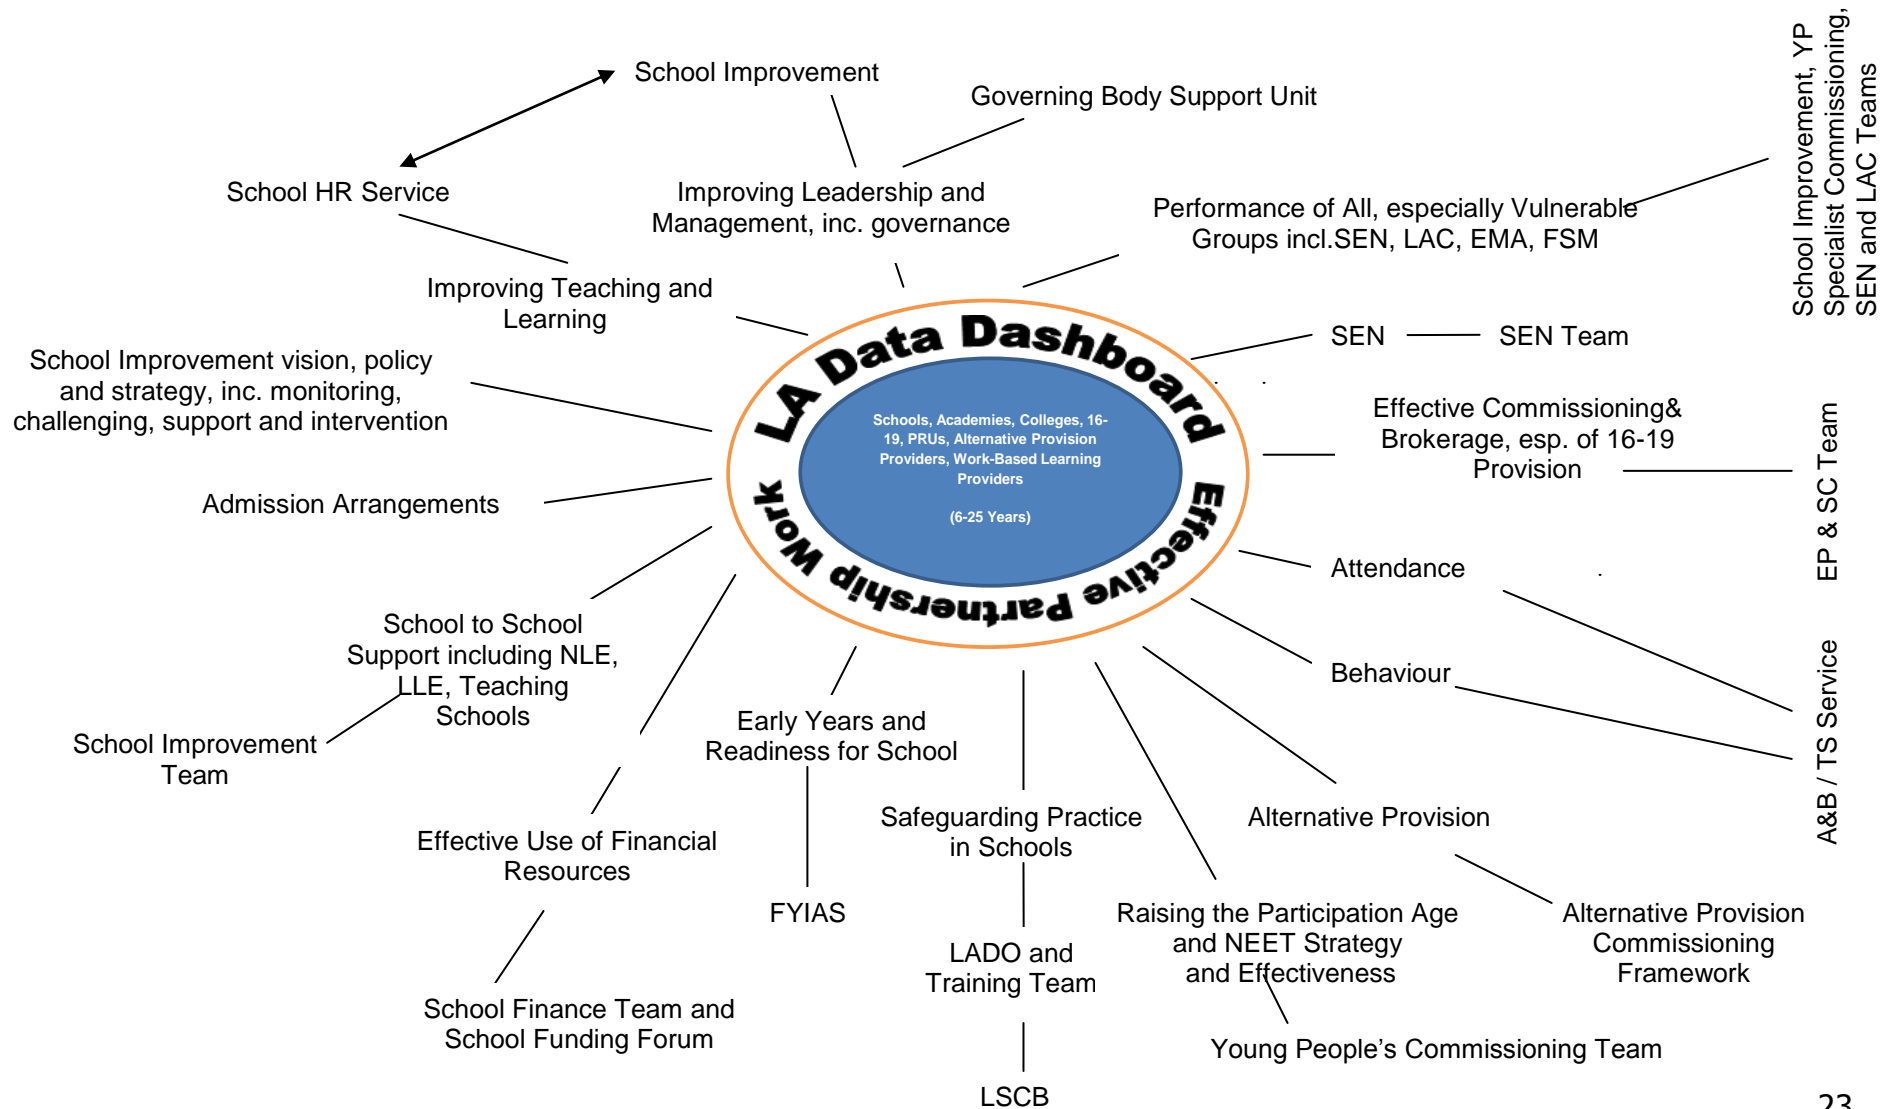 School Improvement
Governing Body Support Unit
School Improvement, YP
Specialist Commissioning,
SEN and LAC Teams
School HR Service
Improving Leadership and
Management, inc. governance
Performance of All, especially Vulnerable
Groups incl.SEN, LAC, EMA, FSM
Improving Teaching and
Learning
SEN
SEN Team
School Improvement vision, policy
and strategy, inc. monitoring,
challenging, support and intervention
LA Data Dashboard
Schools, Academies, Colleges, 16-
19, PRUs, Alternative Provision
Providers, Work-Based Learning
Providers
(6-25 Years)
Effective Partnership Work
Effective Commissioning&
Brokerage, esp. of 16-19
Provision
EP & SC Team
Admission Arrangements
Attendance
School to School
Support including NLE,
LLE, Teaching
Schools
Behaviour
A&B / TS Service
School Improvement
Team
Early Years and
Readiness for School
Safeguarding Practice
in Schools
Alternative Provision
Effective Use of Financial
Resources
FYIAS
Raising the Participation Age
and NEET Strategy
and Effectiveness
Alternative Provision
Commissioning
Framework
LADO and
Training Team
School Finance Team and
School Funding Forum
Young People's Commissioning Team
LSCB
23